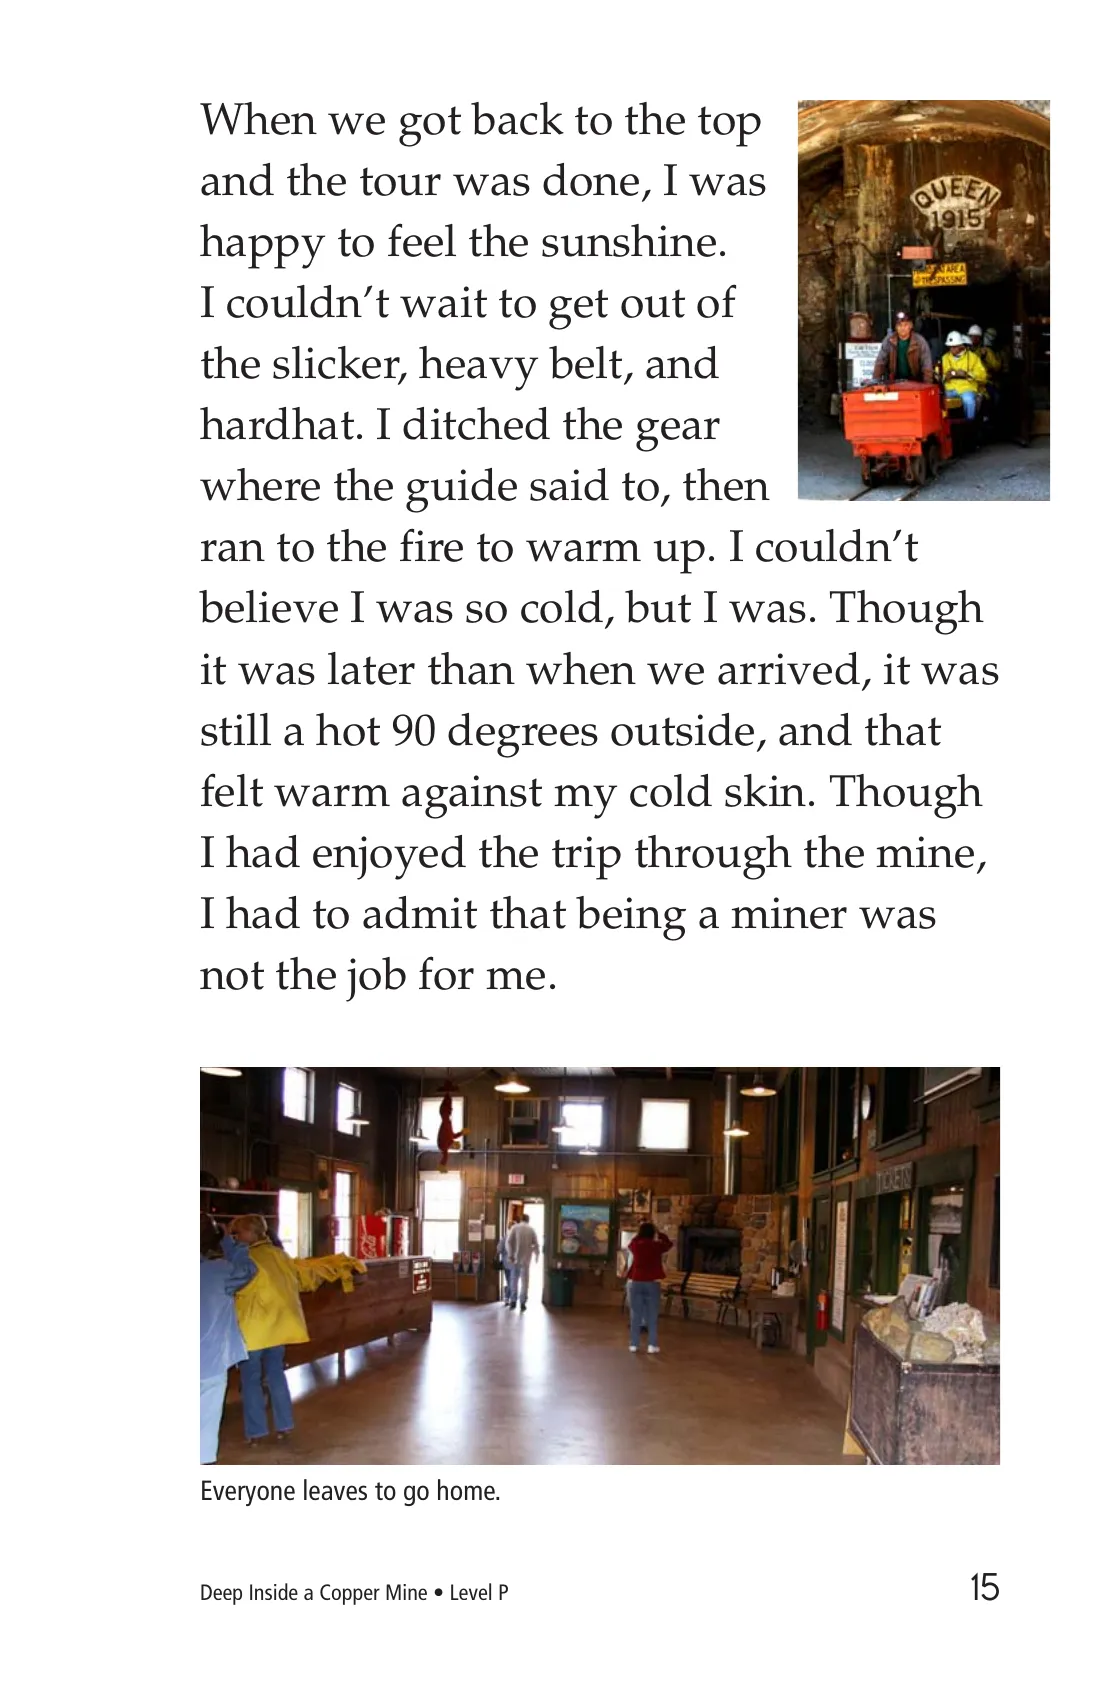 When we got back to the top
and the tour was done, I was
happy to feel the sunshine.
I couldn’t wait to get out of
the slicker, heavy belt, and
hardhat. I ditched the gear
where the guide said to, then
ran to the fire to warm up. I couldn’t
believe I was so cold, but I was. Though
it was later than when we arrived, it was
still a hot 90 degrees outside, and that
felt warm against my cold skin. Though
I had enjoyed the trip through the mine,
I had to admit that being a miner was
not the job for me.
QUEEN
1915
TICKETS
Everyone leaves to go home.
Deep Inside a Copper Mine • Level P
15